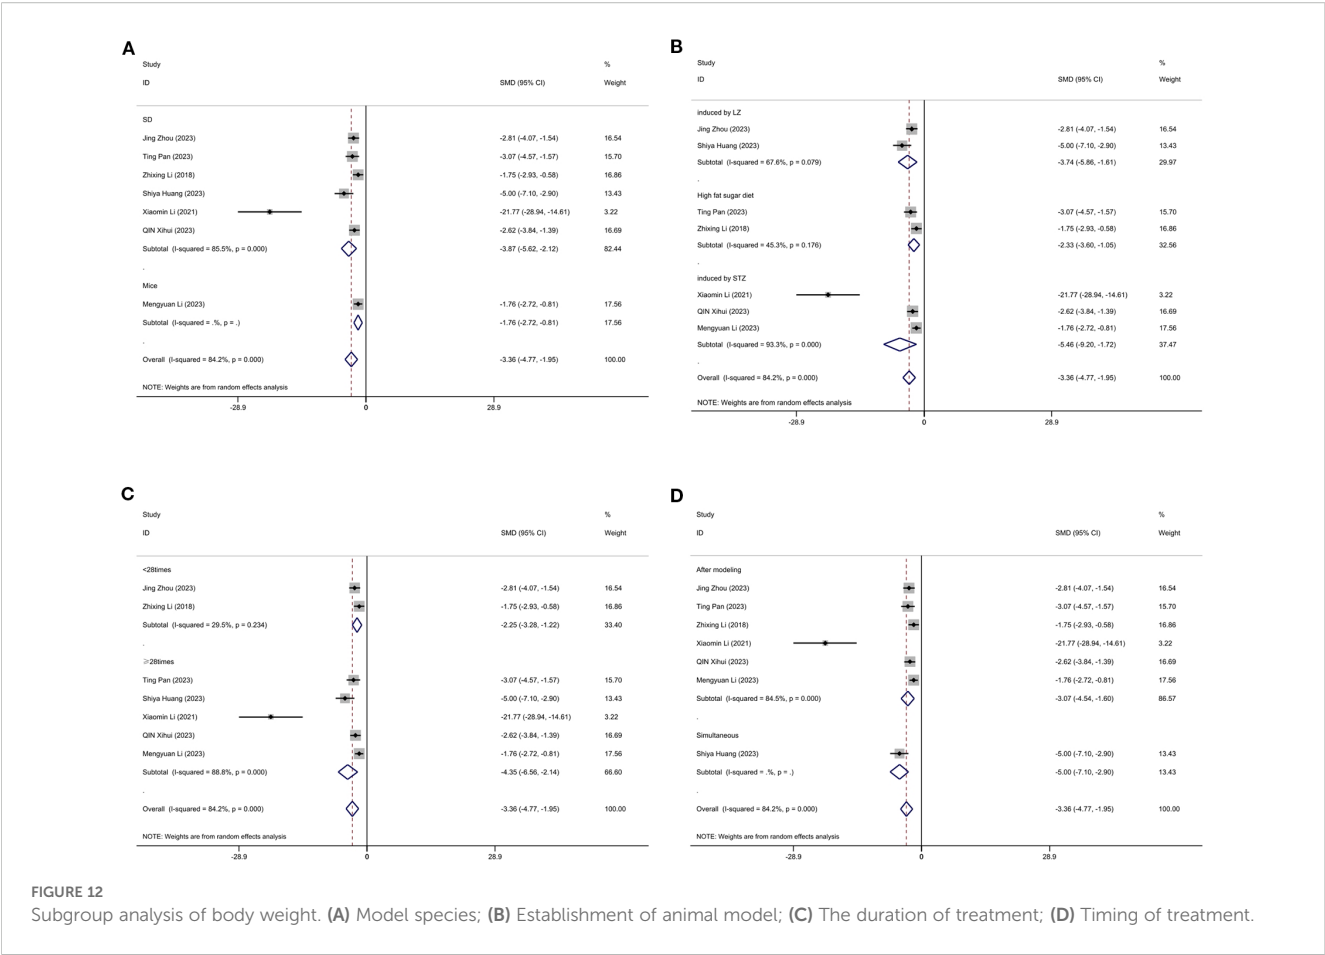 A
Study %
ID SMD (95% CI) Weight
SD
Jing Zhou (2023) -2.81 (-4.07, -1.54) 16.54
Ting Pan (2023) -3.07 (-4.57, -1.57) 15.70
Zhixing Li (2018) -1.75 (-2.93, -0.58) 16.86
Shiya Huang (2023) -5.00 (-7.10, -2.90) 13.43
Xiaomin Li (2021) -21.77 (-28.94, -14.61) 3.22
QIN Xihui (2023) -2.62 (-3.84, -1.39) 16.69
Subtotal (I-squared = 85.5%, p = 0.000) -3.87 (-5.62, -2.12) 82.44
.
Mice
Mengyuan Li (2023) -1.76 (-2.72, -0.81) 17.56
Subtotal (I-squared = .%, p = .) -1.76 (-2.72, -0.81) 17.56
.
Overall (I-squared = 84.2%, p = 0.000) -3.36 (-4.77, -1.95) 100.00
NOTE: Weights are from random effects analysis
-28.9 0 28.9
B
Study %
ID SMD (95% CI) Weight
induced by LZ
Jing Zhou (2023) -2.81 (-4.07, -1.54) 16.54
Shiya Huang (2023) -5.00 (-7.10, -2.90) 13.43
Subtotal (I-squared = 67.6%, p = 0.079) -3.74 (-5.86, -1.61) 29.97
.
High fat sugar diet
Ting Pan (2023) -3.07 (-4.57, -1.57) 15.70
Zhixing Li (2018) -1.75 (-2.93, -0.58) 16.86
Subtotal (I-squared = 45.3%, p = 0.176) -2.33 (-3.60, -1.05) 32.56
.
induced by STZ
Xiaomin Li (2021) -21.77 (-28.94, -14.61) 3.22
QIN Xihui (2023) -2.62 (-3.84, -1.39) 16.69
Mengyuan Li (2023) -1.76 (-2.72, -0.81) 17.56
Subtotal (I-squared = 93.3%, p = 0.000) -5.46 (-9.20, -1.72) 37.47
.
Overall (I-squared = 84.2%, p = 0.000) -3.36 (-4.77, -1.95) 100.00
NOTE: Weights are from random effects analysis
-28.9 0 28.9
C
Study %
ID SMD (95% CI) Weight
<28times
Jing Zhou (2023) -2.81 (-4.07, -1.54) 16.54
Zhixing Li (2018) -1.75 (-2.93, -0.58) 16.86
Subtotal (I-squared = 29.5%, p = 0.234) -2.25 (-3.28, -1.22) 33.40
.
≥28times
Ting Pan (2023) -3.07 (-4.57, -1.57) 15.70
Shiya Huang (2023) -5.00 (-7.10, -2.90) 13.43
Xiaomin Li (2021) -21.77 (-28.94, -14.61) 3.22
QIN Xihui (2023) -2.62 (-3.84, -1.39) 16.69
Mengyuan Li (2023) -1.76 (-2.72, -0.81) 17.56
Subtotal (I-squared = 88.8%, p = 0.000) -4.35 (-6.56, -2.14) 66.60
.
Overall (I-squared = 84.2%, p = 0.000) -3.36 (-4.77, -1.95) 100.00
NOTE: Weights are from random effects analysis
-28.9 0 28.9
D
Study %
ID SMD (95% CI) Weight
After modeling
Jing Zhou (2023) -2.81 (-4.07, -1.54) 16.54
Ting Pan (2023) -3.07 (-4.57, -1.57) 15.70
Zhixing Li (2018) -1.75 (-2.93, -0.58) 16.86
Xiaomin Li (2021) -21.77 (-28.94, -14.61) 3.22
QIN Xihui (2023) -2.62 (-3.84, -1.39) 16.69
Mengyuan Li (2023) -1.76 (-2.72, -0.81) 17.56
Subtotal (I-squared = 84.5%, p = 0.000) -3.07 (-4.54, -1.60) 86.57
.
Simultaneous
Shiya Huang (2023) -5.00 (-7.10, -2.90) 13.43
Subtotal (I-squared = .%, p = .) -5.00 (-7.10, -2.90) 13.43
.
Overall (I-squared = 84.2%, p = 0.000) -3.36 (-4.77, -1.95) 100.00
NOTE: Weights are from random effects analysis
-28.9 0 28.9
FIGURE 12
Subgroup analysis of body weight. (A) Model species; (B) Establishment of animal model; (C) The duration of treatment; (D) Timing of treatment.